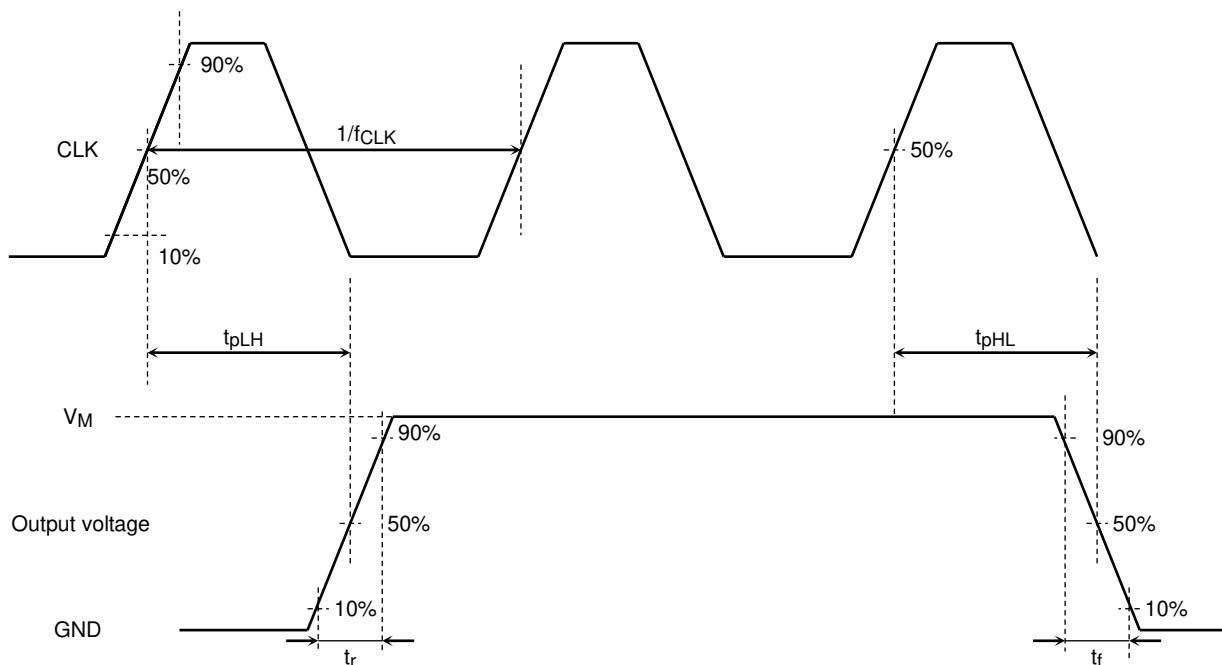 90%
1/fCLK
CLK
50%
50%
10%
tpLH
tpHL
VM
90%
90%
Output voltage
50%
50%
10%
10%
GND
tr
tf